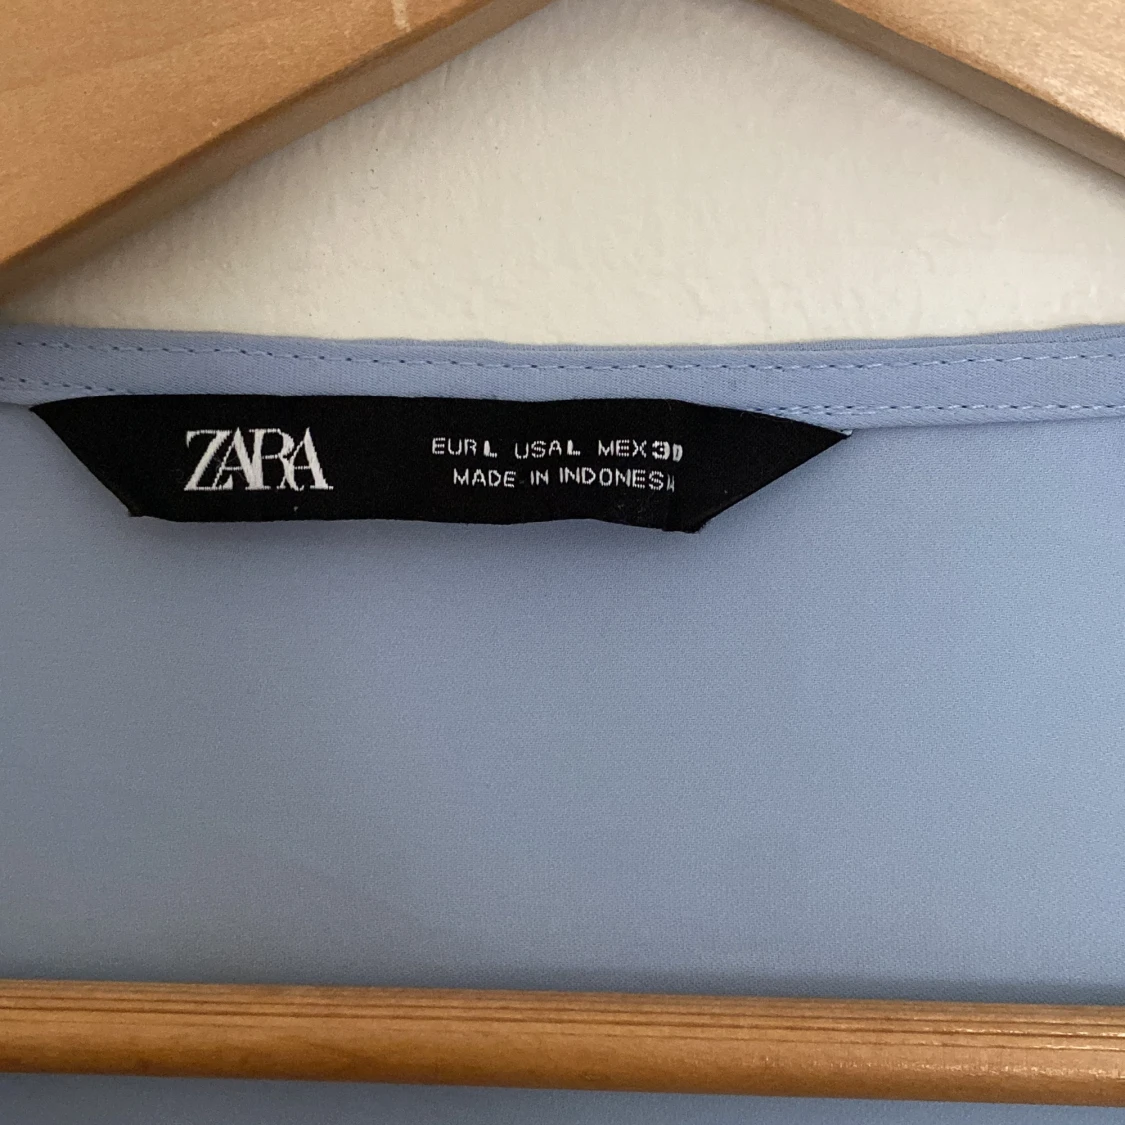 ZARA
EUR L USA L MEX 30
MADE IN INDONESIA